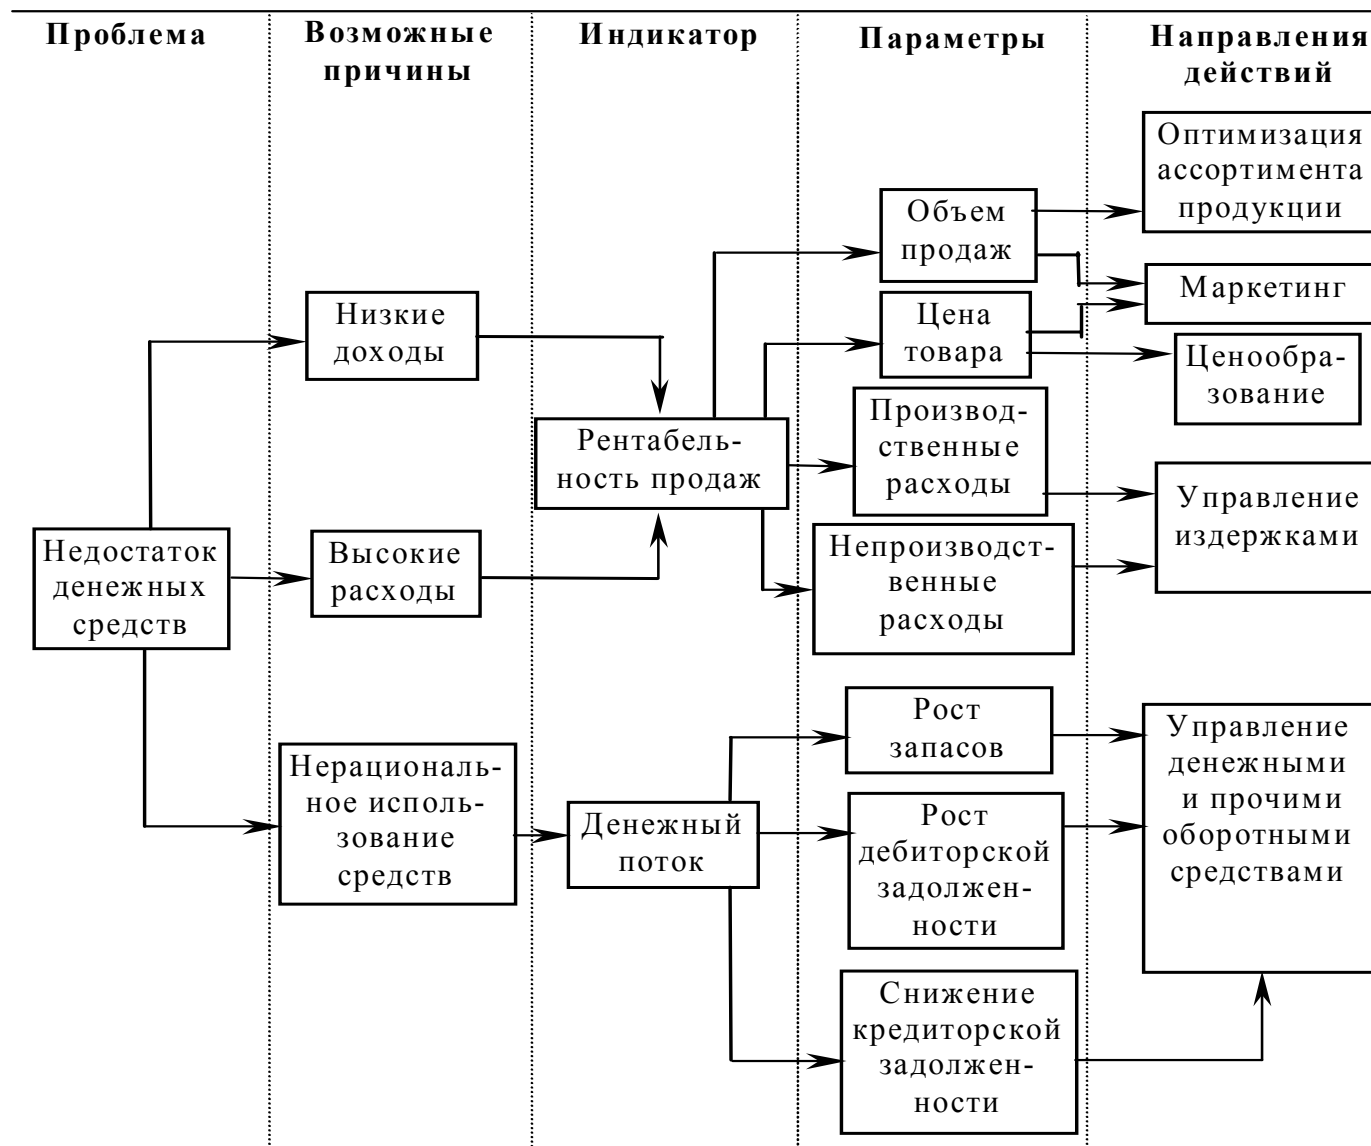 Проблема
Возможные
причины
Индикатор
Параметры
Направления
действий
Недостаток
денежных
средств
Низкие
доходы
Высокие
расходы
Нерациональ-
ное исполь-
зование
средств
Рентабель-
ность продаж
Денежный
поток
Объем
продаж
Цена
товара
Производ-
ственные
расходы
Непроизводст-
венные
расходы
Рост
запасов
Рост
дебиторской
задолжен-
ности
Снижение
кредиторской
задолжен-
ности
Оптимизация
ассортимента
продукции
Маркетинг
Ценообра-
зование
Управление
издержками
Управление
денежными
и прочими
оборотными
средствами